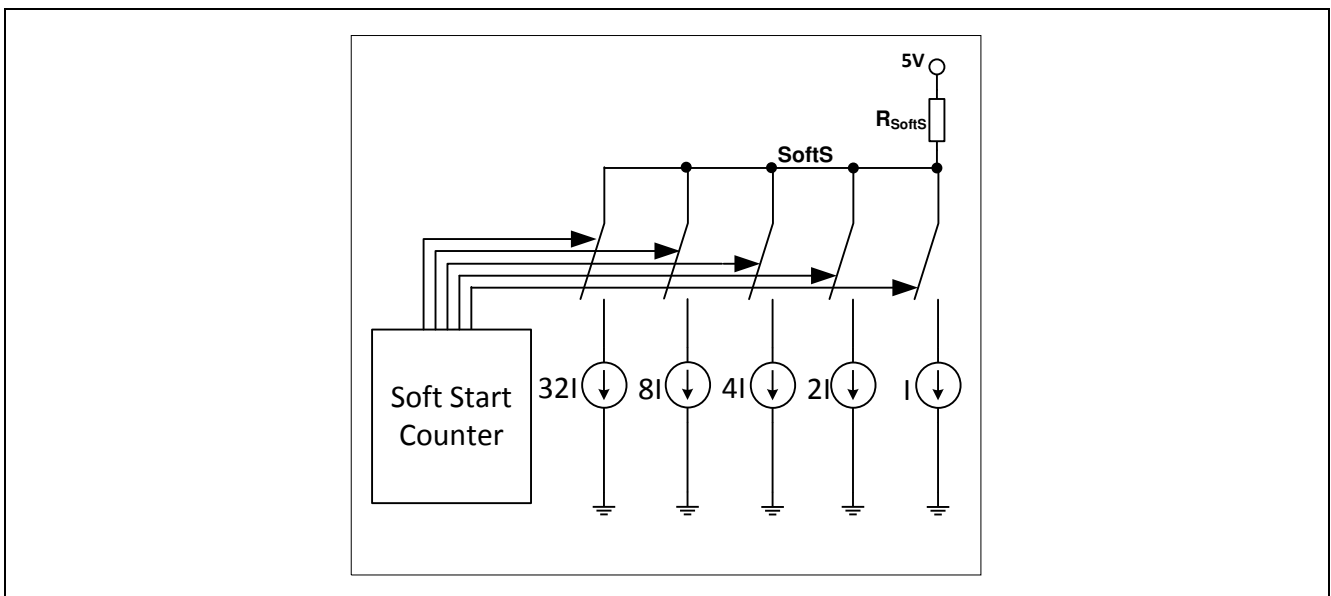 5V
RSoftS
SoftS
32I
8I
4I
2I
I
Soft Start
Counter